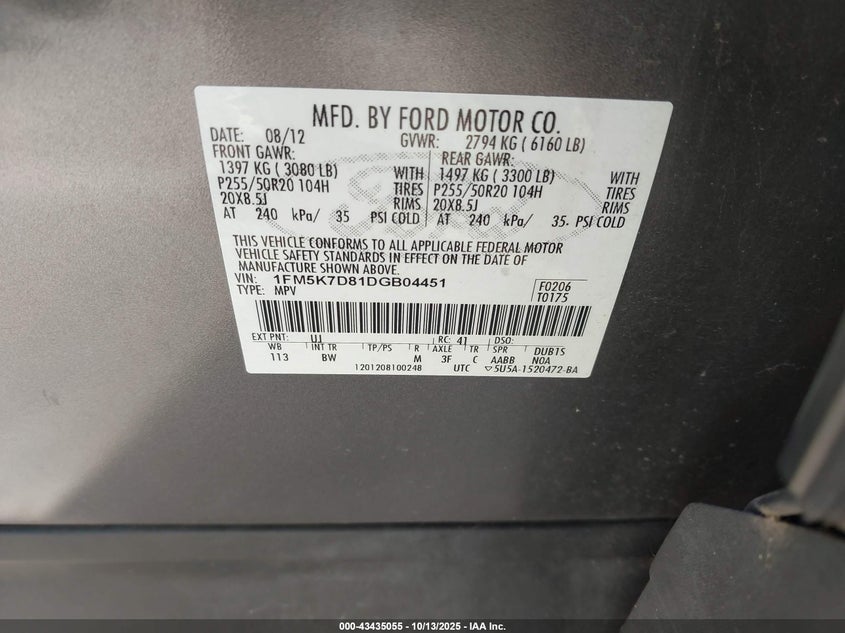 MFD. BY FORD MOTOR CO.
DATE: 08/12 GVWR: 2794 KG ( 6160 LB)
FRONT GAWR: REAR GAWR:
1397 KG ( 3080 LB) WITH 1497 KG ( 3300 LB) WITH
P255/50R20 104H TIRES P255/50R20 104H TIRES
20X8.5J RIMS 20X8.5J RIMS
AT 240 kPa/ 35 PSI COLD AT 240 kPa/ 35 PSI COLD
Ford
THIS VEHICLE CONFORMS TO ALL APPLICABLE FEDERAL MOTOR
VEHICLE SAFETY STANDARDS IN EFFECT ON THE DATE OF
MANUFACTURE SHOWN ABOVE.
VIN: 1FM5K7D81DGB04451 F0206
TYPE: MPV T0175
EXT PNT: UJ RC: 41 DSO:
WB INT TR TP/PS R AXLE TR SPR DUBTS
113 BW M 3F C AABB NOA
1201208100248 UTC ▽5U5A-1520472-BA
000-43435055 | 10/13/2025 - IAA Inc.